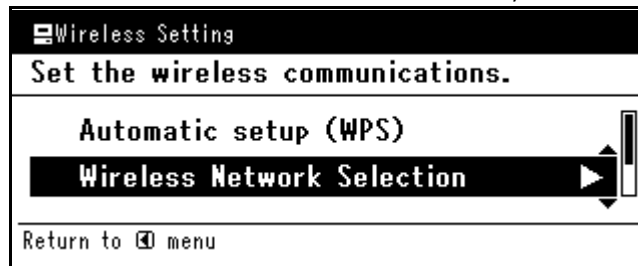 Wireless Setting
Set the wireless communications.
Automatic setup (WPS)
Wireless Network Selection
Return to menu